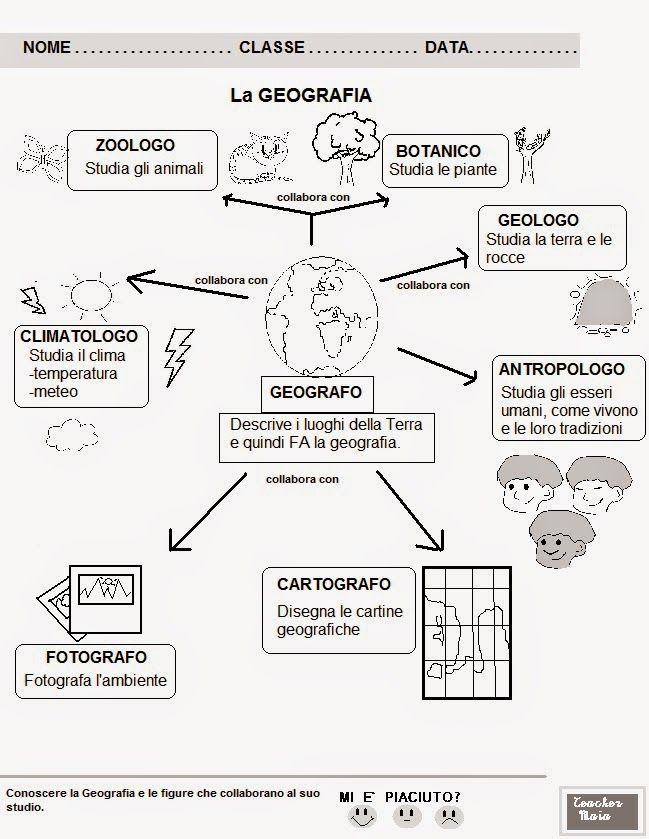 NOME . . . . . . . . . . . . . . . . . . . CLASSE . . . . . . . . . . . . . DATA. . . . . . . . . . . . .
La GEOGRAFIA
ZOOLOGO
Studia gli animali
BOTANICO
Studia le piante
collabora con
GEOLOGO
Studia la terra e le
rocce
collabora con
collabora con
CLIMATOLOGO
Studia il clima
-temperatura
-meteo
ANTROPOLOGO
Studia gli esseri
umani, come vivono
e le loro tradizioni
GEOGRAFO
Descrive i luoghi della Terra
e quindi FA la geografia.
collabora con
CARTOGRAFO
Disegna le cartine
geografiche
FOTOGRAFO
Fotografa l'ambiente
Conoscere la Geografia e le figure che collaborano al suo
studio.
MI E' PIACIUTO?
Teacher
Maia